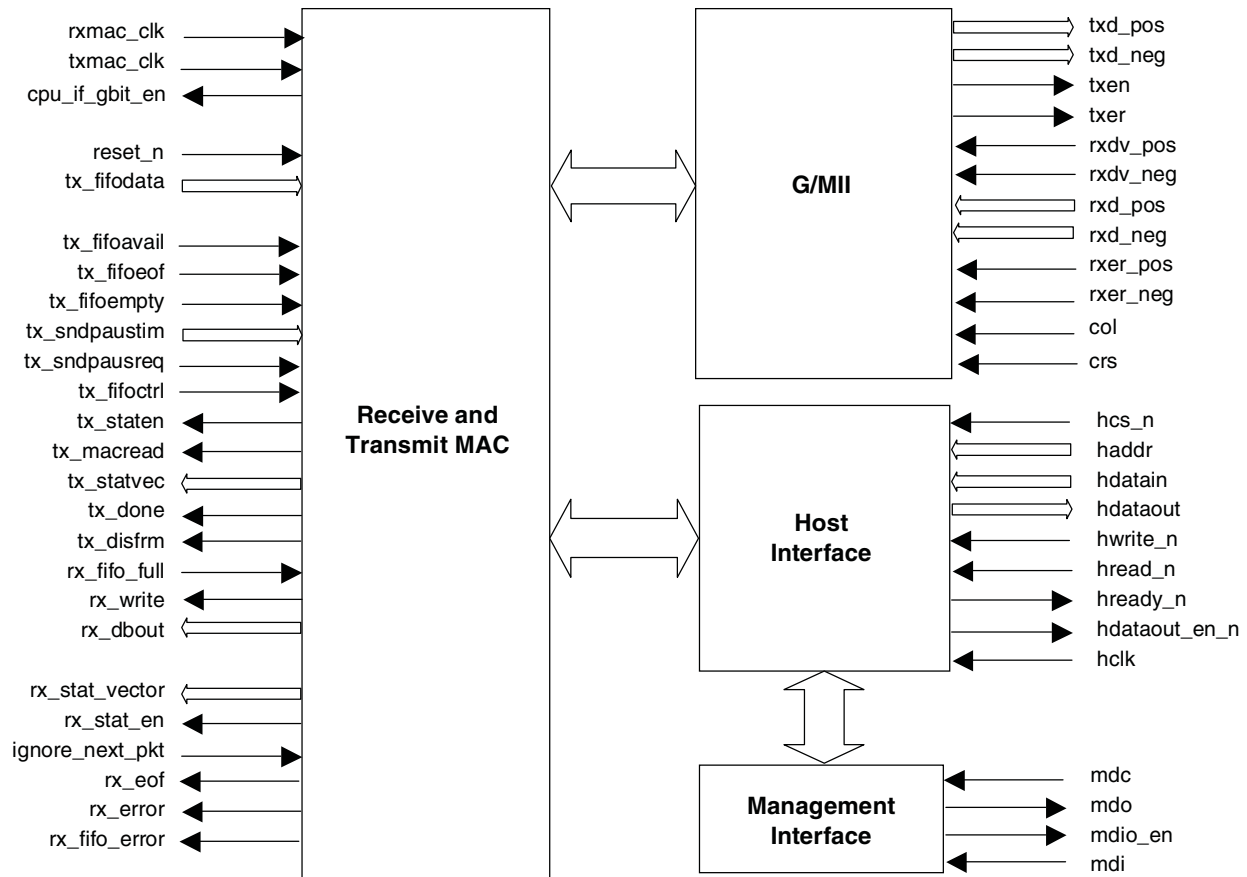 rxmac_clk
txmac_clk
cpu_if_gbit_en
reset_n
tx_fifodata
tx_fifoavail
tx_fifoeof
tx_fifoempty
tx_sndpaustim
tx_sndpausreq
tx_fifoctrl
tx_staten
tx_macread
tx_statvec
tx_done
tx_disfrm
rx_fifo_full
rx_write
rx_dbout
rx_stat_vector
rx_stat_en
ignore_next_pkt
rx_eof
rx_error
rx_fifo_error
Receive and
Transmit MAC
G/MII
txd_pos
txd_neg
txen
txer
rxdv_pos
rxdv_neg
rxd_pos
rxd_neg
rxer_pos
rxer_neg
col
crs
Host
Interface
hcs_n
haddr
hdatain
hdataout
hwrite_n
hread_n
hready_n
hdataout_en_n
hclk
Management
Interface
mdc
mdo
mdio_en
mdi